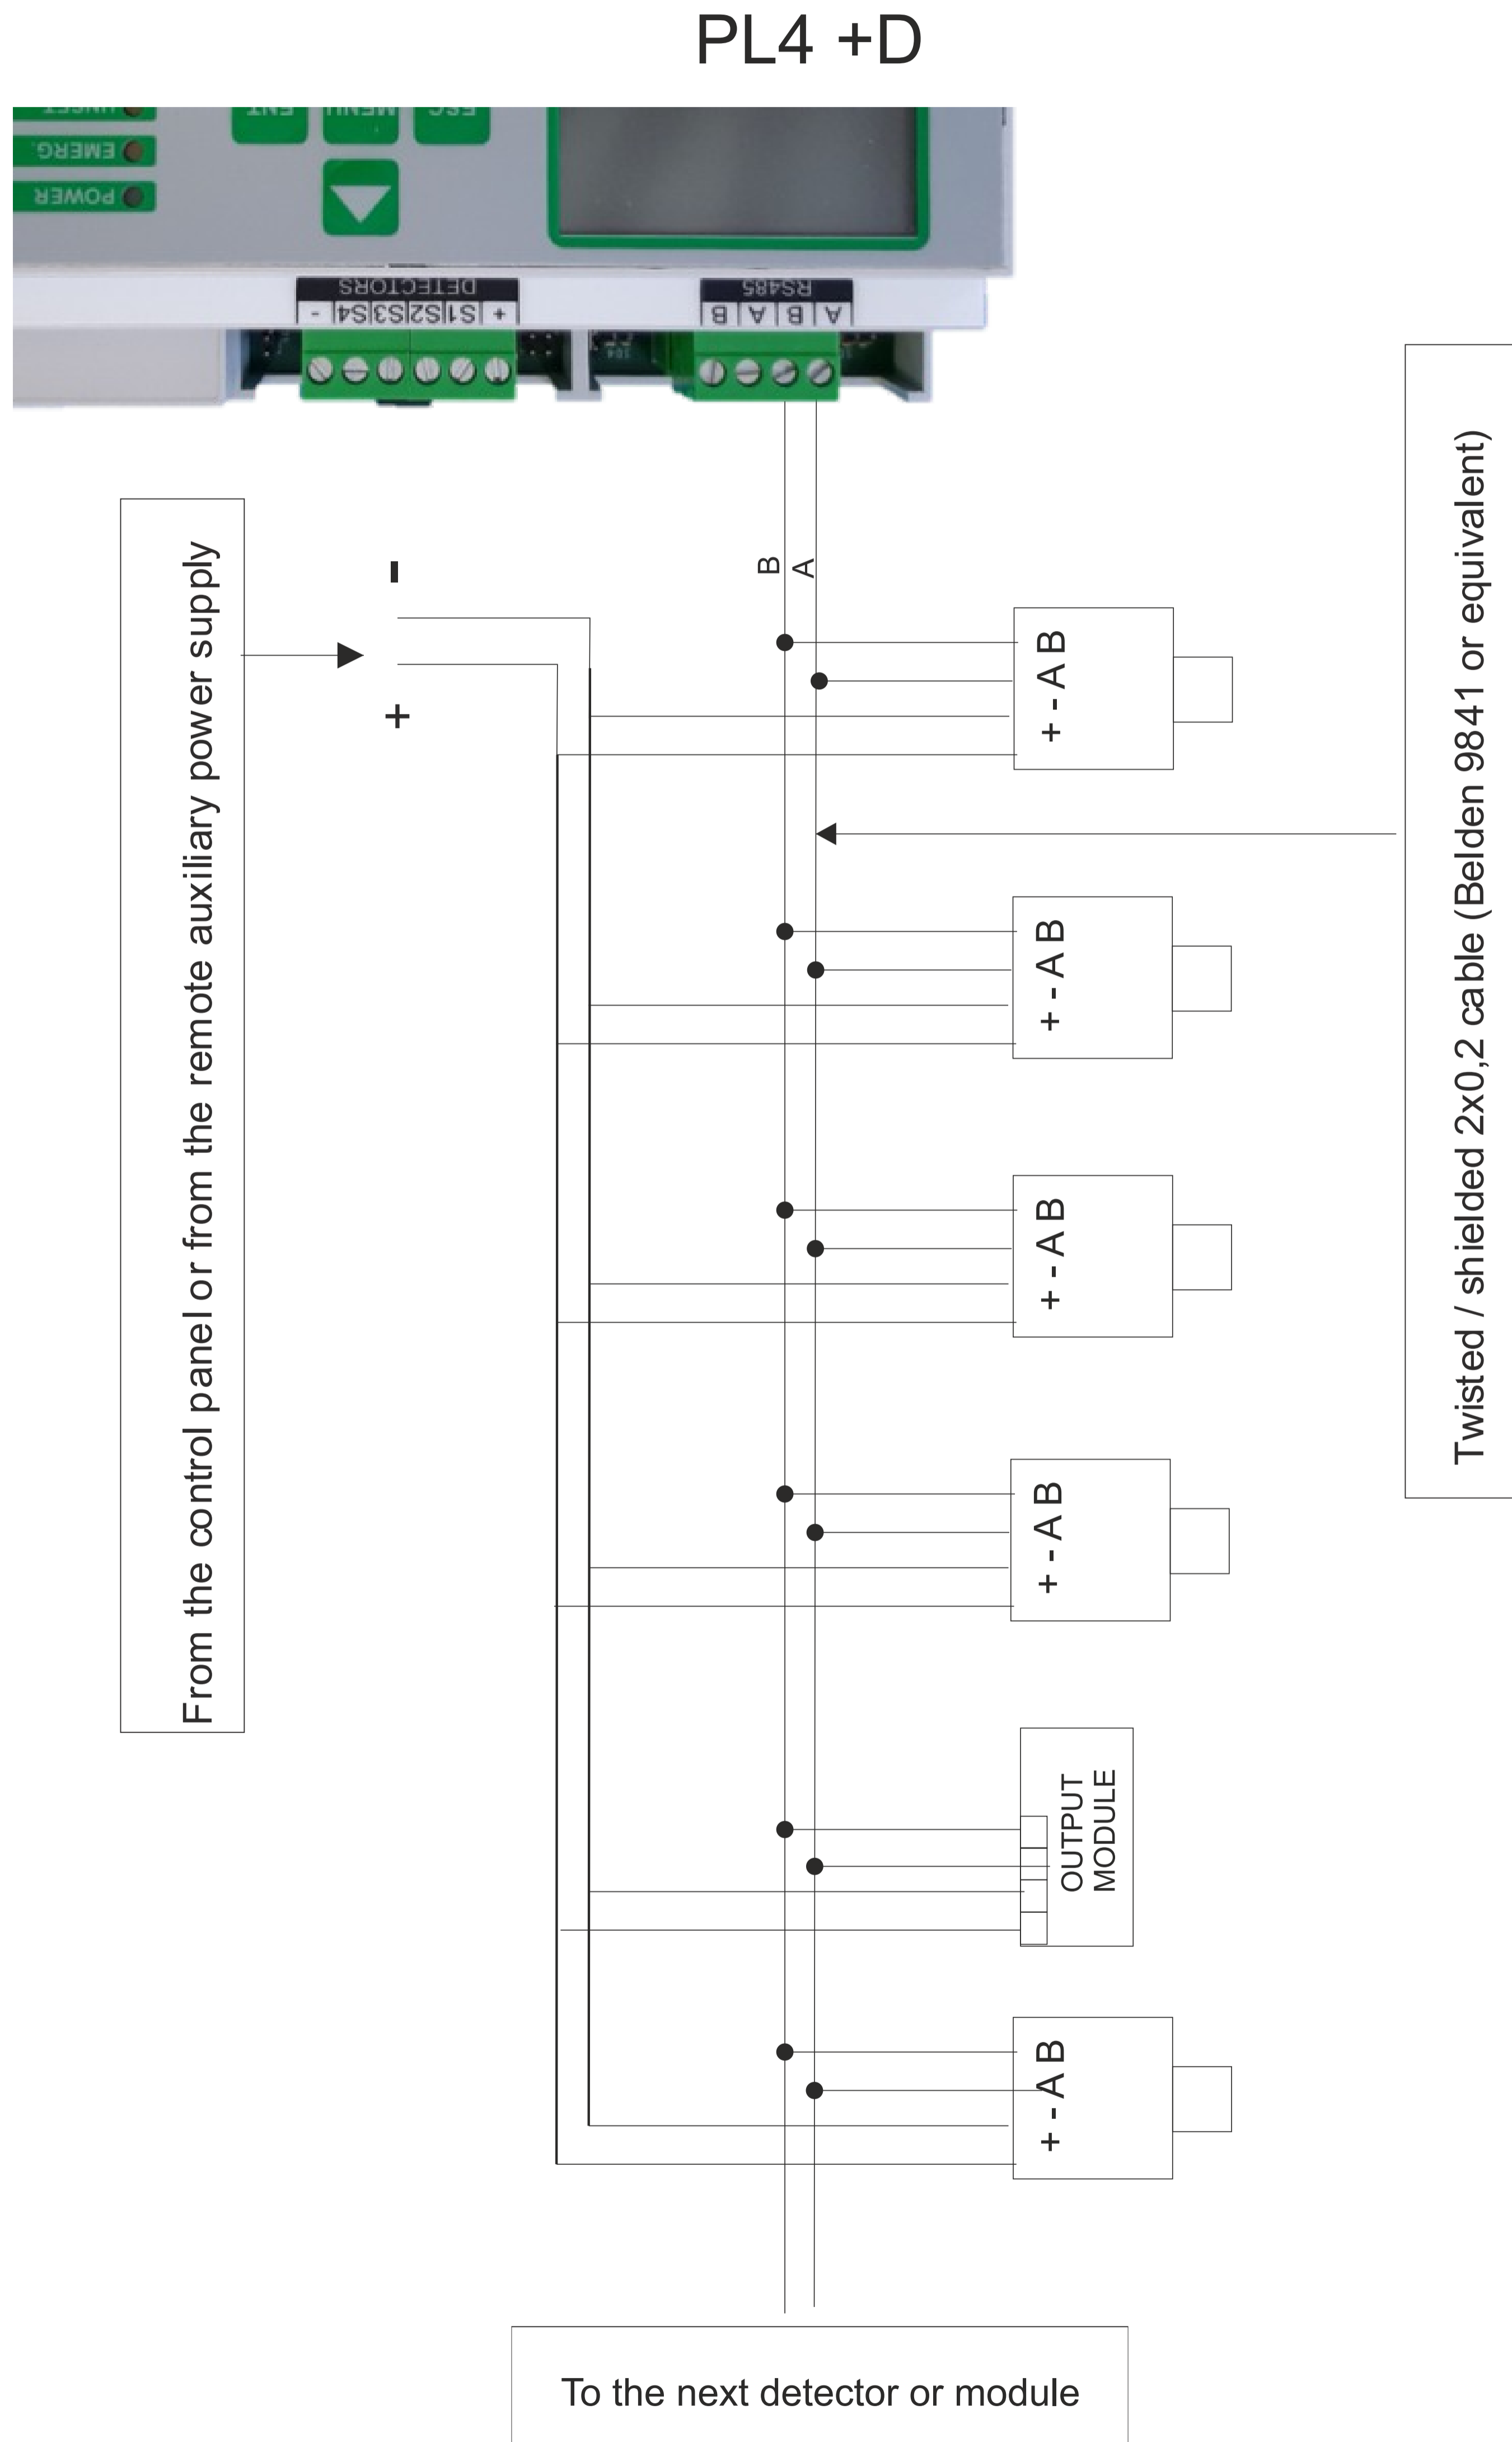 PL4 +D
UNSET
EMERG.
POWER
ENT
MENU
ESC
DETECTORS
- S4 S3 S2 S1 +
RS485
B A B A
B
A
-
+
From the control panel or from the remote auxiliary power supply
Twisted / shielded 2x0,2 cable (Belden 9841 or equivalent)
+ - A B
+ - A B
+ - A B
+ - A B
OUTPUT
MODULE
+ - A B
To the next detector or module